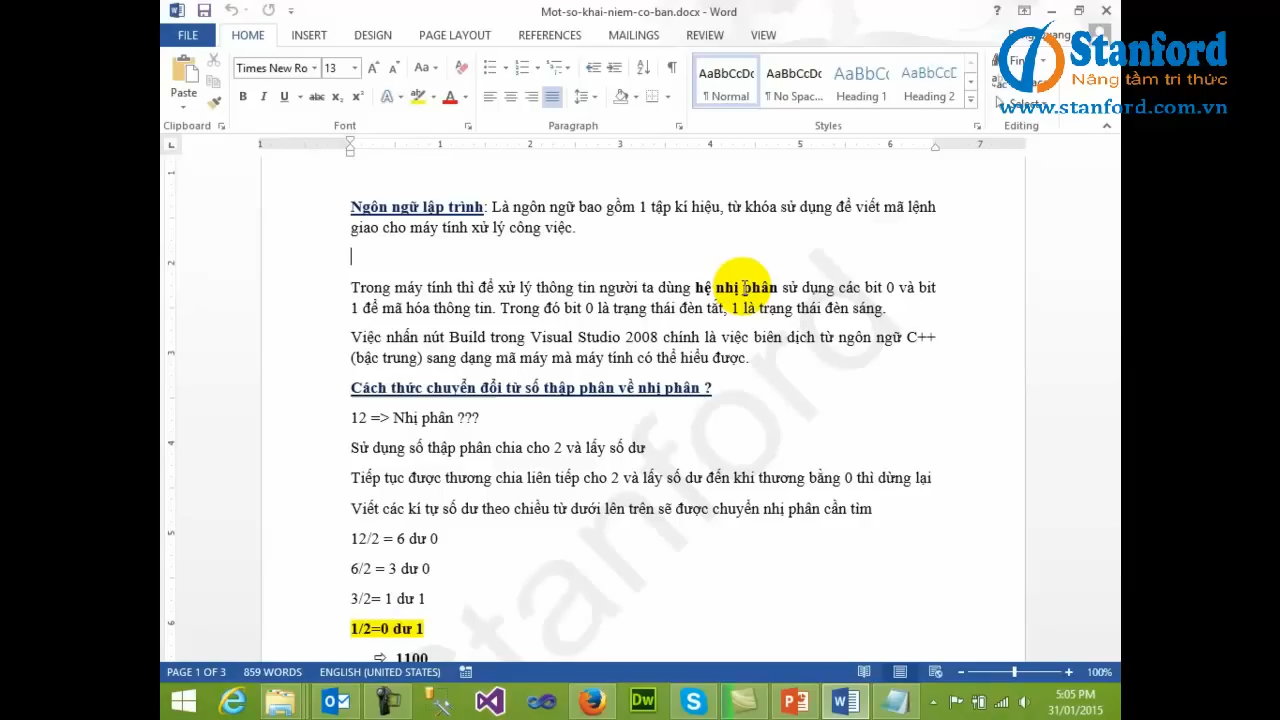 Mot-so-khai-niem-co-ban.docx - Word
FILE HOME INSERT DESIGN PAGE LAYOUT REFERENCES MAILINGS REVIEW VIEW
Stanford
Nâng tầm tri thức
www.stanford.com.vn
Times New Ro 13
Paste
AaBbCcDc AaBbCcDc AaBbCc AaBbCcDc
¶ Normal ¶ No Spac... Heading 1 Heading 2
Clipboard Font Paragraph Styles Editing
1 1 2 3 4 5 6 7
Ngôn ngữ lập trình: Là ngôn ngữ bao gồm 1 tập kí hiệu, từ khóa sử dụng để viết mã lệnh
giao cho máy tính xử lý công việc.
Trong máy tính thì để xử lý thông tin người ta dùng hệ nhị phân sử dụng các bit 0 và bit
1 để mã hóa thông tin. Trong đó bit 0 là trạng thái đèn tắt, 1 là trạng thái đèn sáng.
Việc nhấn nút Build trong Visual Studio 2008 chính là việc biên dịch từ ngôn ngữ C++
(bậc trung) sang dạng mã máy mà máy tính có thể hiểu được.
Cách thức chuyển đổi từ số thập phân về nhị phân ?
12 => Nhị phân ???
Sử dụng số thập phân chia cho 2 và lấy số dư
Tiếp tục được thương chia liên tiếp cho 2 và lấy số dư đến khi thương bằng 0 thì dừng lại
Viết các kí tự số dư theo chiều từ dưới lên trên sẽ được chuyển nhị phân cần tìm
12/2 = 6 dư 0
6/2 = 3 dư 0
3/2= 1 dư 1
1/2=0 dư 1
⇨ 1100
Stanford
PAGE 1 OF 3 859 WORDS ENGLISH (UNITED STATES) 100%
5:05 PM
31/01/2015